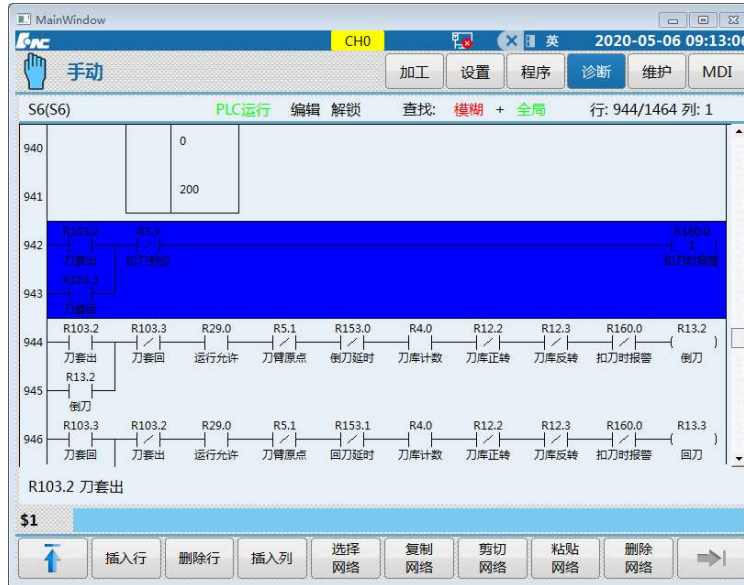 MainWindow
CH0 英 2020-05-06 09:13:06
手动 加工 设置 程序 诊断 维护 MDI
S6(S6) PLC运行 编辑 解锁 查找: 模糊 + 全局 行: 944/1464 列: 1
940 0
941 200
R103.2 R160.0
942
刀套出 扣刀时报警
R103.3
943
刀套回
R103.2 R103.3 R29.0 R5.1 R153.0 R4.0 R12.2 R12.3 R160.0 R13.2
944
刀套出 刀套回 运行允许 刀臂原点 倒刀延时 刀库计数 刀库正转 刀库反转 扣刀时报警 倒刀
R13.2
945
倒刀
R103.3 R103.2 R29.0 R5.1 R153.1 R4.0 R12.2 R12.3 R160.0 R13.3
946
刀套回 刀套出 运行允许 刀臂原点 回刀延时 刀库计数 刀库正转 刀库反转 扣刀时报警 回刀
R103.2 刀套出
$1
插入行 删除行 插入列 选择 复制 剪切 粘贴 删除
网络 网络 网络 网络 网络